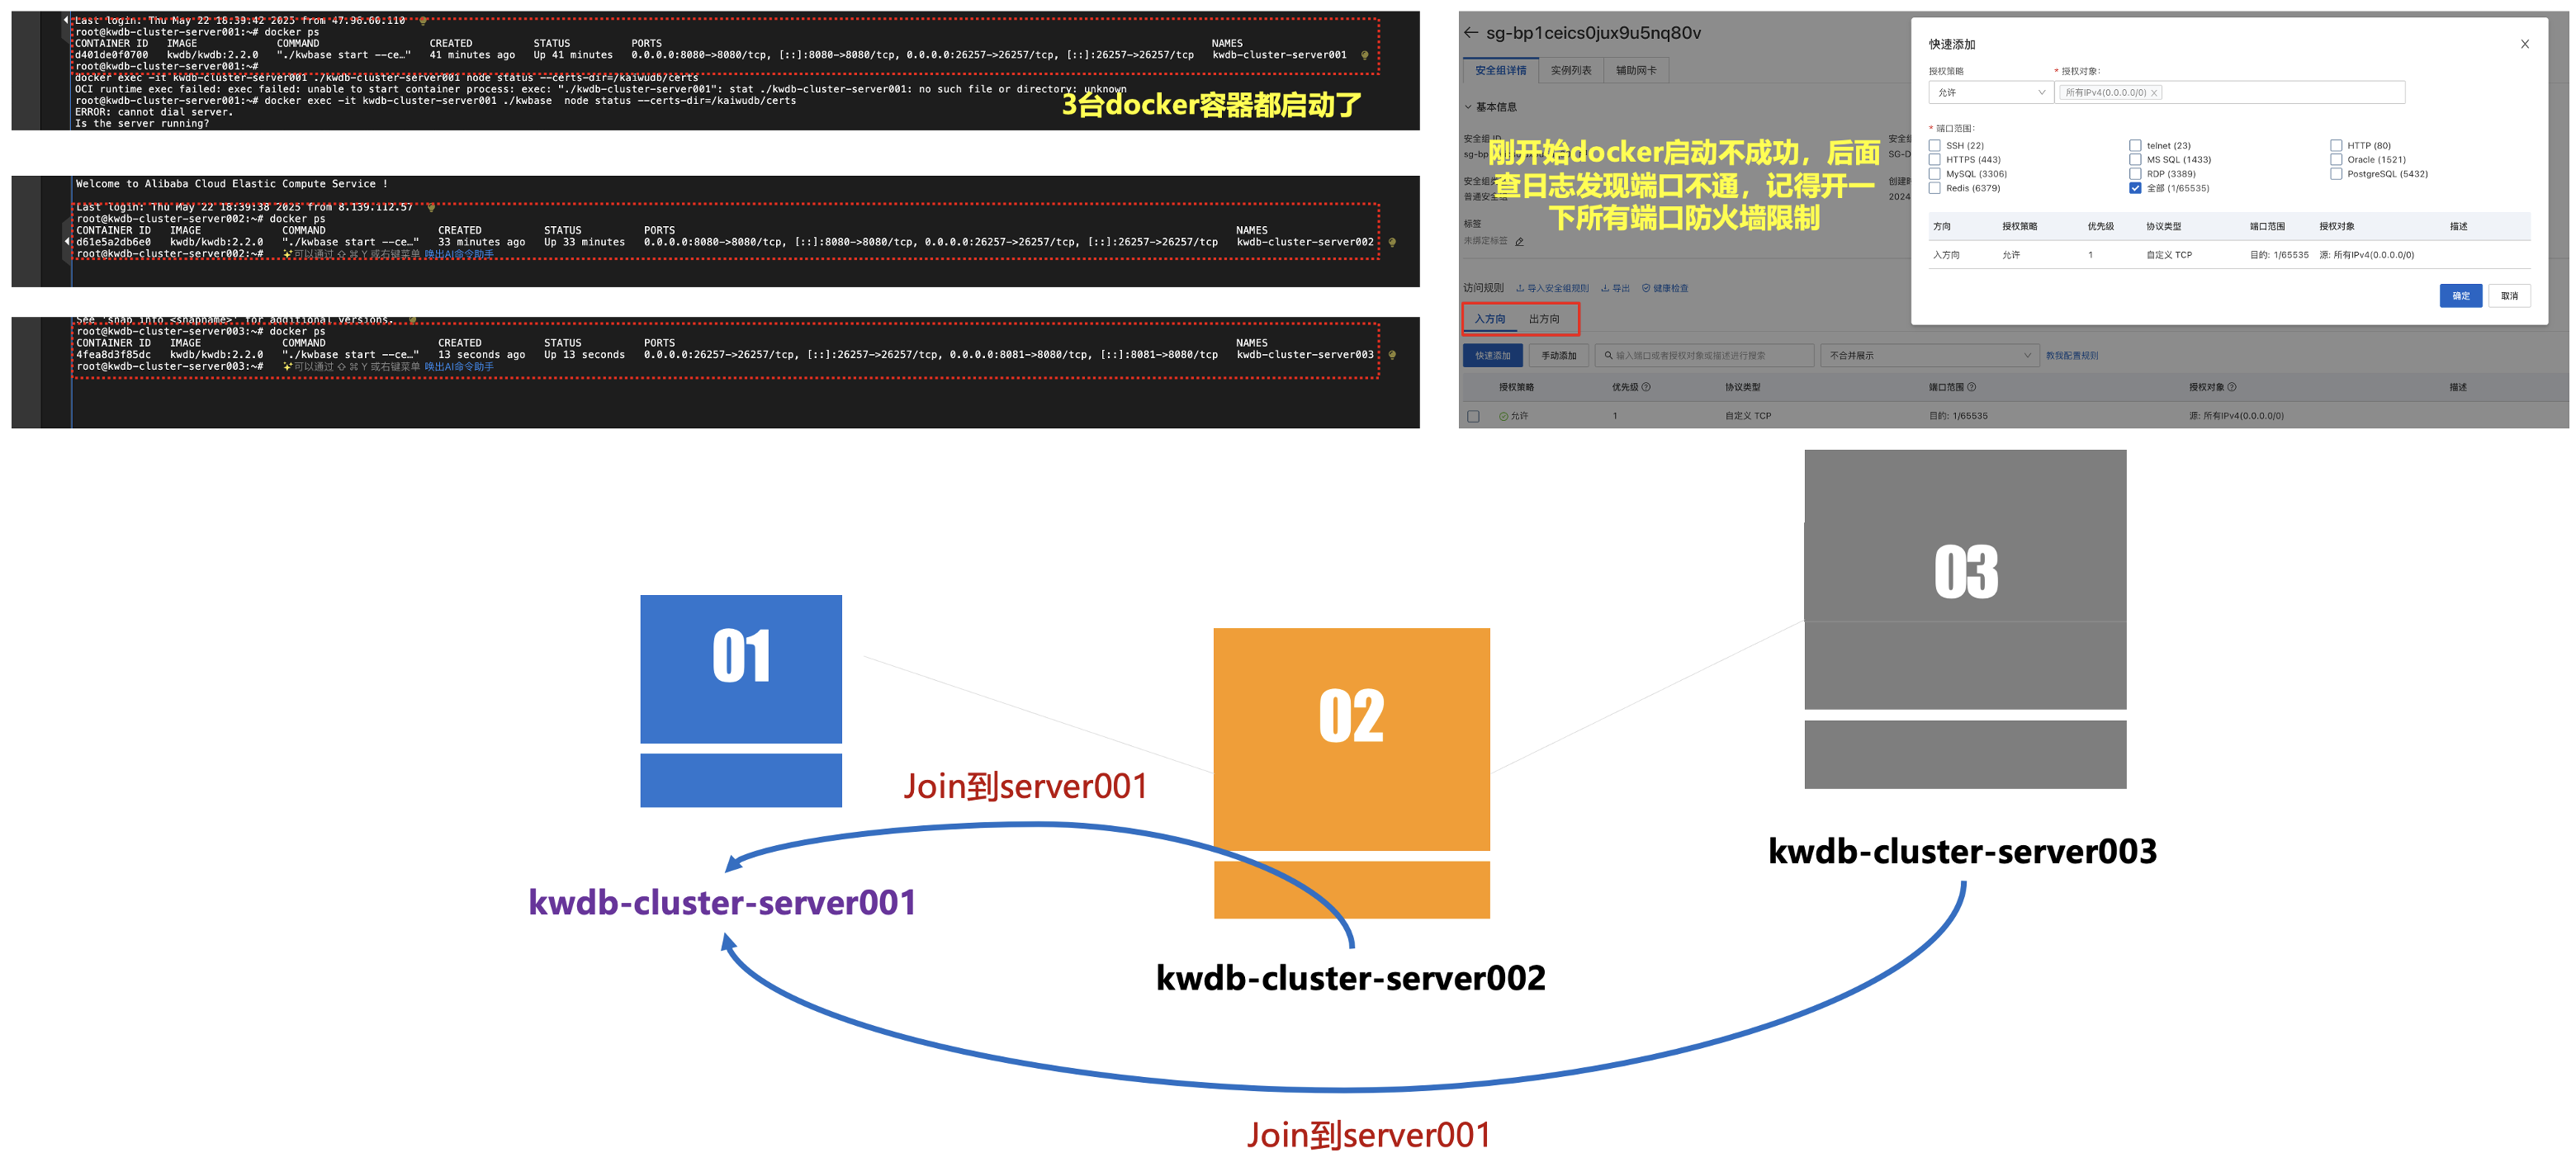 Last login: Thu May 22 18:39:42 2025 from 47.96.60.110
root@kwdb-cluster-server001:~# docker ps
CONTAINER ID IMAGE COMMAND CREATED STATUS PORTS NAMES
d401de0f0700 kwdb/kwdb:2.2.0 "./kwbase start --ce…" 41 minutes ago Up 41 minutes 0.0.0.0:8080->8080/tcp, [::]:8080->8080/tcp, 0.0.0.0:26257->26257/tcp, [::]:26257->26257/tcp kwdb-cluster-server001
root@kwdb-cluster-server001:~#
docker exec -it kwdb-cluster-server001 ./kwdb-cluster-server001 node status --certs-dir=/kaiwudb/certs
OCI runtime exec failed: exec failed: unable to start container process: exec: "./kwdb-cluster-server001": stat ./kwdb-cluster-server001: no such file or directory: unknown
root@kwdb-cluster-server001:~# docker exec -it kwdb-cluster-server001 ./kwbase node status --certs-dir=/kaiwudb/certs
ERROR: cannot dial server.
Is the server running?
3台docker容器都启动了
Welcome to Alibaba Cloud Elastic Compute Service !
Last login: Thu May 22 18:39:38 2025 from 8.139.112.57
root@kwdb-cluster-server002:~# docker ps
CONTAINER ID IMAGE COMMAND CREATED STATUS PORTS NAMES
d61e5a2db6e0 kwdb/kwdb:2.2.0 "./kwbase start --ce…" 33 minutes ago Up 33 minutes 0.0.0.0:8080->8080/tcp, [::]:8080->8080/tcp, 0.0.0.0:26257->26257/tcp, [::]:26257->26257/tcp kwdb-cluster-server002
root@kwdb-cluster-server002:~# 可以通过 ⇧ ⌘ Y 或右键菜单 唤出AI命令助手
See 'snap info <snapname>' for additional versions.
root@kwdb-cluster-server003:~# docker ps
CONTAINER ID IMAGE COMMAND CREATED STATUS PORTS NAMES
4fea8d3f85dc kwdb/kwdb:2.2.0 "./kwbase start --ce…" 13 seconds ago Up 13 seconds 0.0.0.0:26257->26257/tcp, [::]:26257->26257/tcp, 0.0.0.0:8081->8080/tcp, [::]:8081->8080/tcp kwdb-cluster-server003
root@kwdb-cluster-server003:~# 可以通过 ⇧ ⌘ Y 或右键菜单 唤出AI命令助手
← sg-bp1ceics0jux9u5nq80v
安全组详情 实例列表 辅助网卡
基本信息
安全组 ID
sg-bp
安全组
SG-D
安全组类
普通安全组
创建时
2024
标签
未绑定标签
刚开始docker启动不成功，后面
查日志发现端口不通，记得开一
下所有端口防火墙限制
访问规则 导入安全组规则 导出 健康检查
入方向 出方向
快速添加 手动添加 输入端口或者授权对象或描述进行搜索 不合并展示 教我配置规则
授权策略 优先级 协议类型 端口范围 授权对象 描述
允许 1 自定义 TCP 目的: 1/65535 源: 所有IPv4(0.0.0.0/0)
快速添加
授权策略 * 授权对象:
允许 所有IPv4(0.0.0.0/0)
* 端口范围:
SSH (22) telnet (23) HTTP (80)
HTTPS (443) MS SQL (1433) Oracle (1521)
MySQL (3306) RDP (3389) PostgreSQL (5432)
Redis (6379) 全部 (1/65535)
方向 授权策略 优先级 协议类型 端口范围 授权对象 描述
入方向 允许 1 自定义 TCP 目的: 1/65535 源: 所有IPv4(0.0.0.0/0)
确定 取消
01
02
03
Join到server001
kwdb-cluster-server001
kwdb-cluster-server002
kwdb-cluster-server003
Join到server001